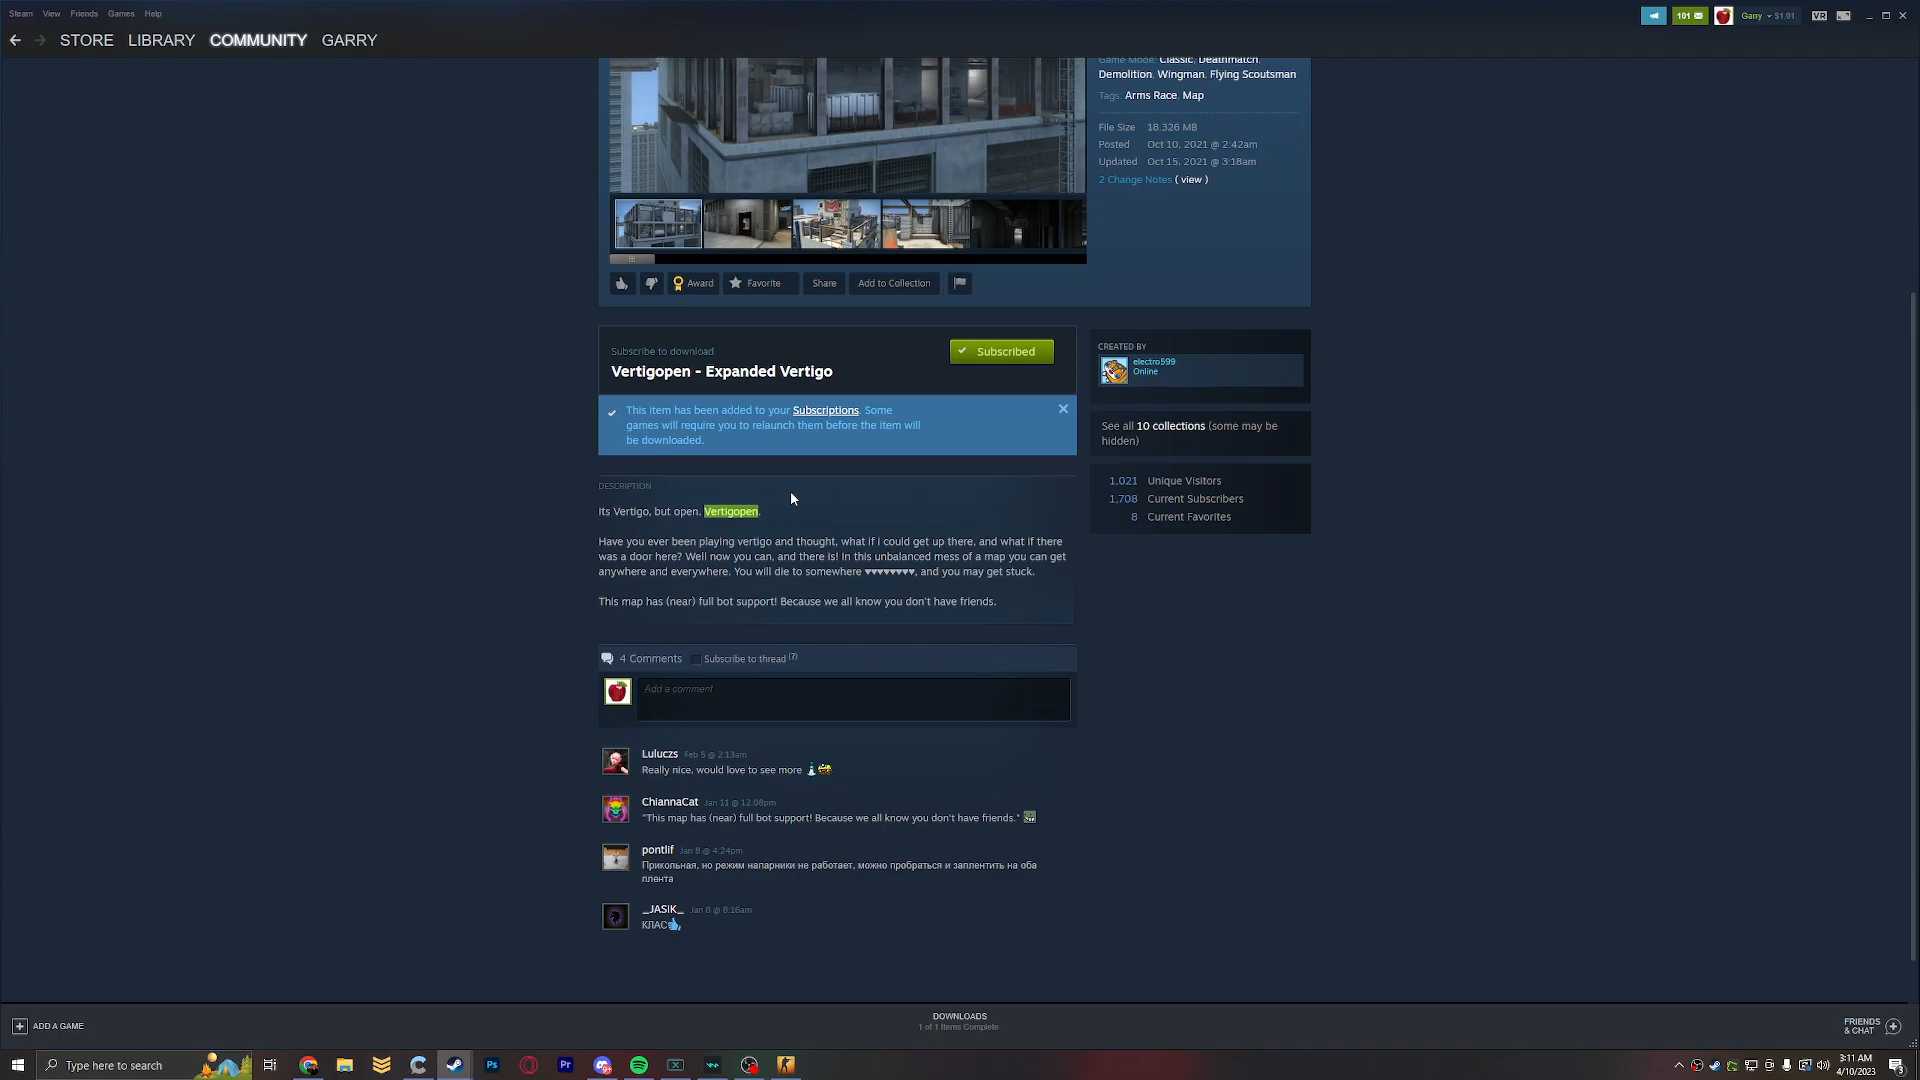 Steam View Friends Games Help
101 Garry $1.01 VR
STORE LIBRARY COMMUNITY GARRY
Game Mode: Classic, Deathmatch,
Demolition, Wingman, Flying Scoutsman
Tags: Arms Race, Map
File Size 18.326 MB
Posted Oct 10, 2021 @ 2:42am
Updated Oct 15, 2021 @ 3:18am
2 Change Notes ( view )
Award Favorite Share Add to Collection
Subscribe to download
Vertigopen - Expanded Vertigo
Subscribed
This item has been added to your Subscriptions. Some
games will require you to relaunch them before the item will
be downloaded.
CREATED BY
electro599
Online
See all 10 collections (some may be
hidden)
1,021 Unique Visitors
1,708 Current Subscribers
8 Current Favorites
DESCRIPTION
Its Vertigo, but open. Vertigopen.
Have you ever been playing vertigo and thought, what if I could get up there, and what if there
was a door here? Well now you can, and there is! In this unbalanced mess of a map you can get
anywhere and everywhere. You will die to somewhere ♥♥♥♥♥♥♥♥, and you may get stuck.
This map has (near) full bot support! Because we all know you don't have friends.
4 Comments Subscribe to thread (?)
Add a comment
Luluczs Feb 5 @ 2:13am
Really nice, would love to see more
ChiannaCat Jan 11 @ 12:08pm
"This map has (near) full bot support! Because we all know you don't have friends."
pontlif Jan 8 @ 4:24pm
Прикольная, но режим напарники не работает, можно пробраться и заплентить на оба
плента
_JASIK_ Jan 8 @ 8:16am
КЛАС
ADD A GAME
DOWNLOADS
1 of 1 Items Complete
FRIENDS
& CHAT
Type here to search
Ps Pr 9+
3:11 AM
4/10/2023
3